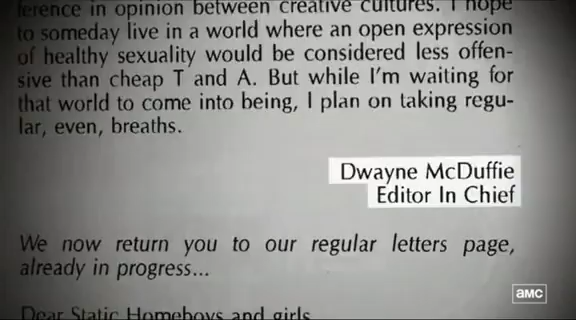 ference in opinion between creative cultures. I hope
to someday live in a world where an open expression
of healthy sexuality would be considered less offen-
sive than cheap T and A. But while I'm waiting for
that world to come into being, I plan on taking regu-
lar, even, breaths.
Dwayne McDuffie
Editor In Chief
We now return you to our regular letters page,
already in progress...
Dear Static Homeboys and girls
amc